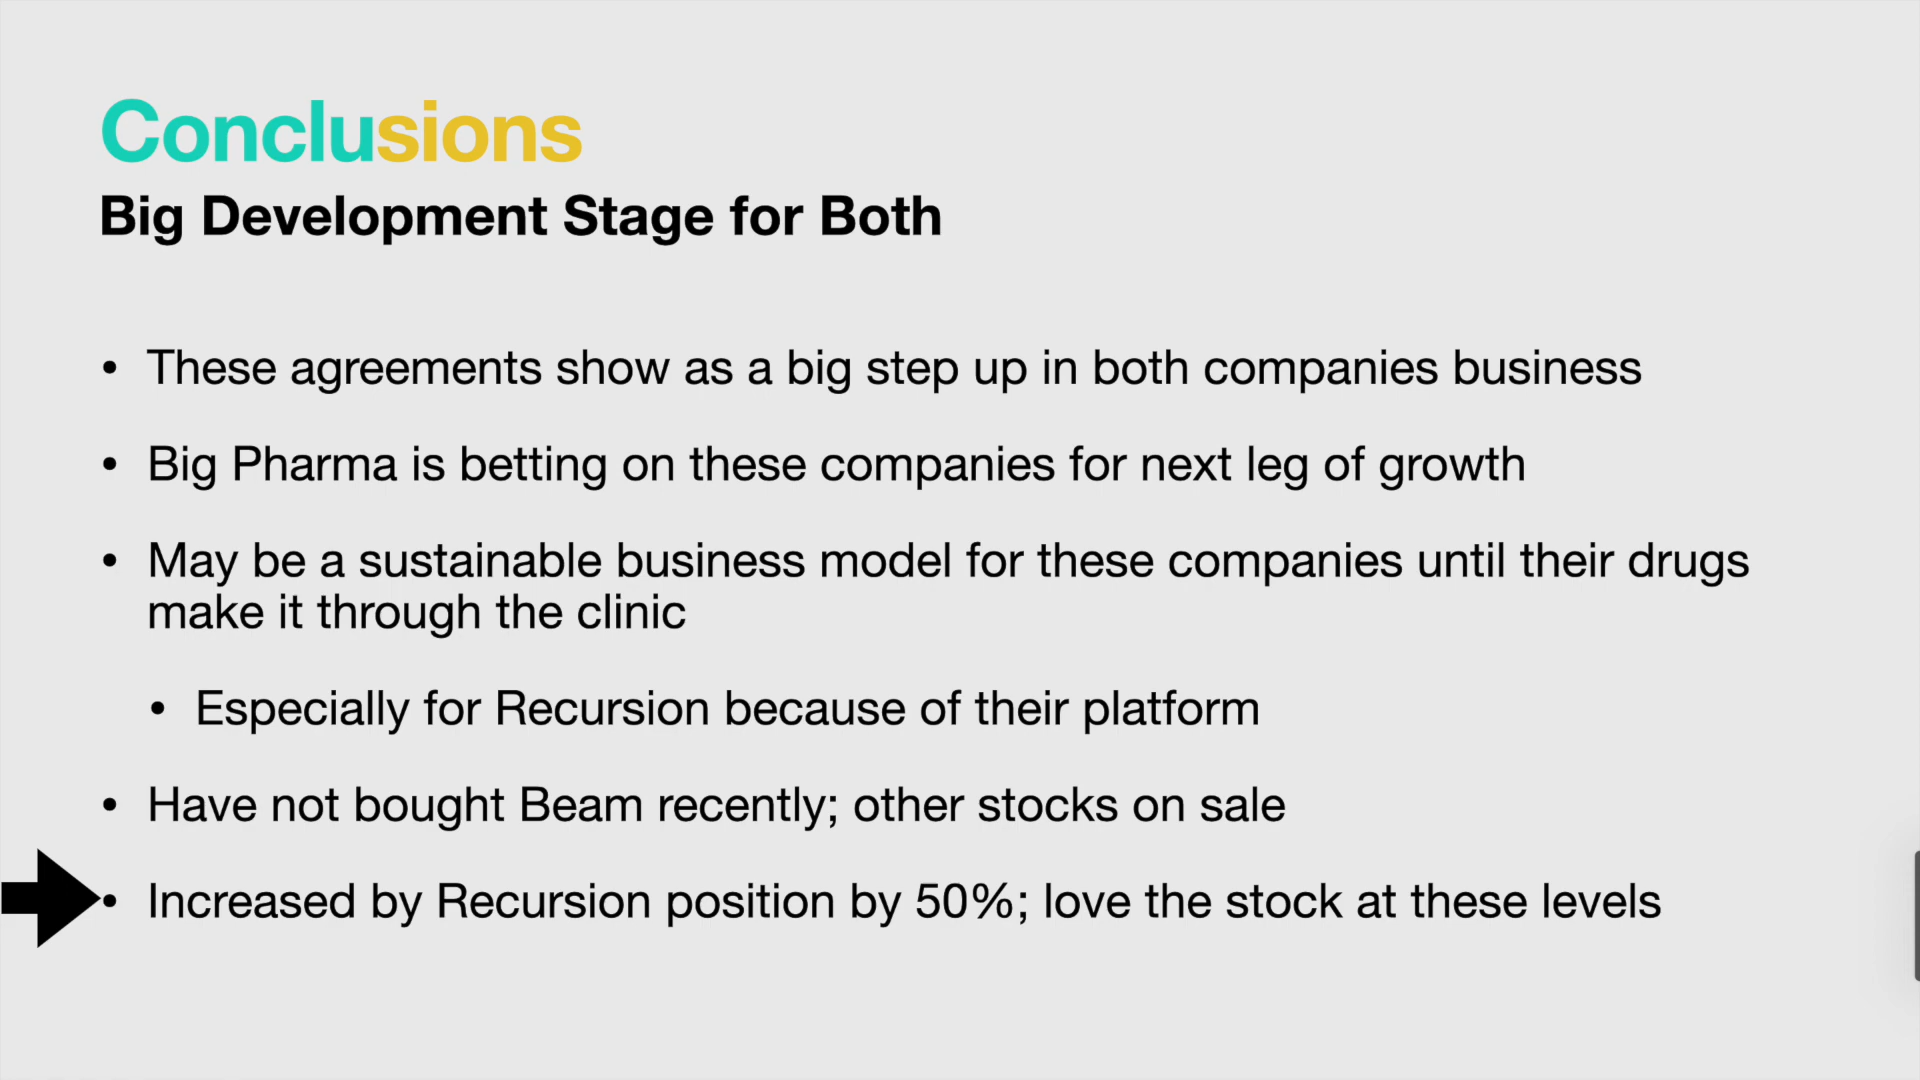 Conclusions
Big Development Stage for Both
• These agreements show as a big step up in both companies business
• Big Pharma is betting on these companies for next leg of growth
• May be a sustainable business model for these companies until their drugs
make it through the clinic
• Especially for Recursion because of their platform
• Have not bought Beam recently; other stocks on sale
• Increased by Recursion position by 50%; love the stock at these levels